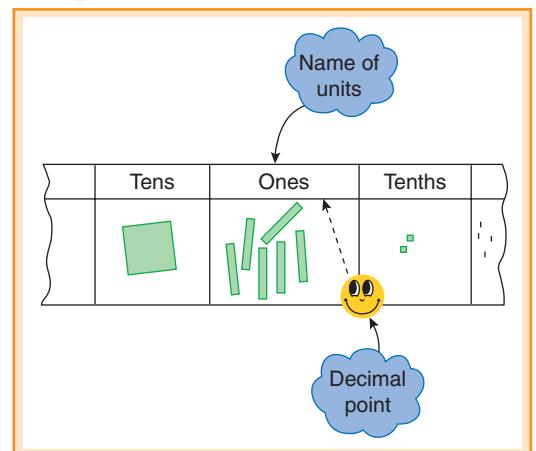 Name of
units
Tens Ones Tenths
Decimal
point